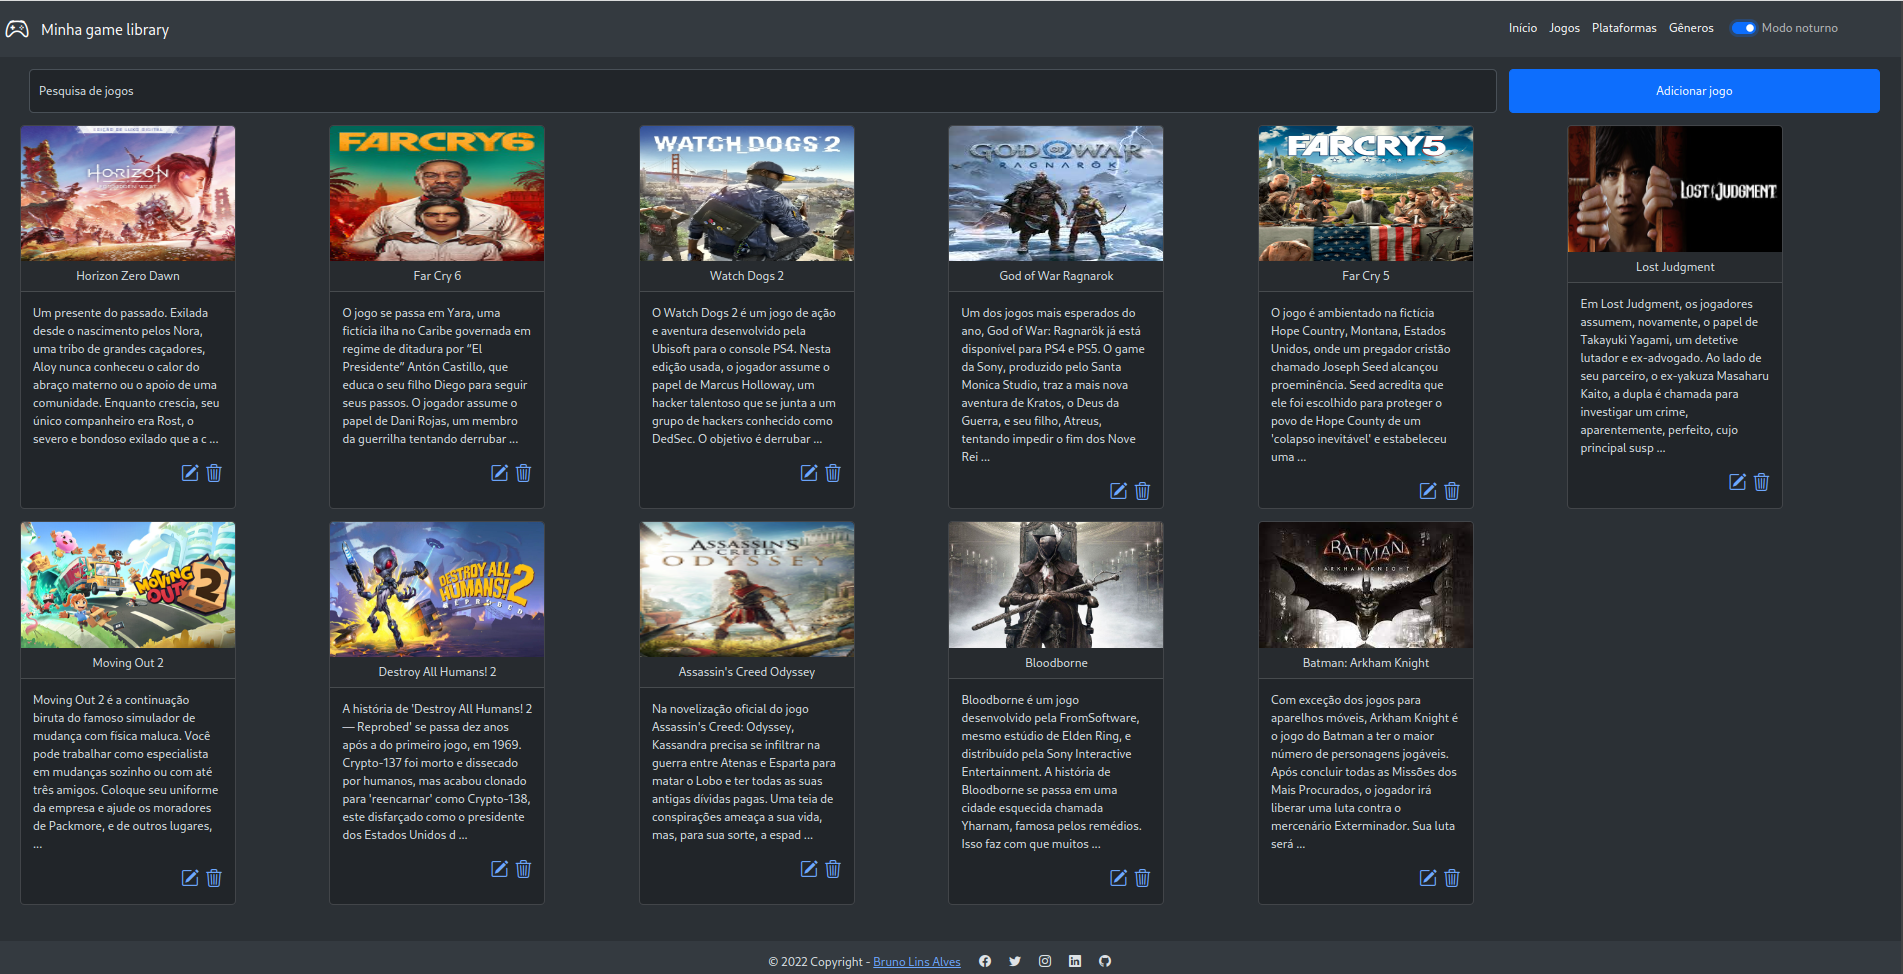 Minha game library
Início Jogos Plataformas Gêneros Modo noturno
Pesquisa de jogos
Adicionar jogo
EDIÇÃO DE LUXO DIGITAL
HORIZON
Horizon Zero Dawn
Um presente do passado. Exilada
desde o nascimento pelos Nora,
uma tribo de grandes caçadores,
Aloy nunca conheceu o calor do
abraço materno ou o apoio de uma
comunidade. Enquanto crescia, seu
único companheiro era Rost, o
severo e bondoso exilado que a c ...
FARCRY6
Far Cry 6
O jogo se passa em Yara, uma
fictícia ilha no Caribe governada em
regime de ditadura por “El
Presidente” Antón Castillo, que
educa o seu filho Diego para seguir
seus passos. O jogador assume o
papel de Dani Rojas, um membro
da guerrilha tentando derrubar ...
WATCH DOGS 2
Watch Dogs 2
O Watch Dogs 2 é um jogo de ação
e aventura desenvolvido pela
Ubisoft para o console PS4. Nesta
edição usada, o jogador assume o
papel de Marcus Holloway, um
hacker talentoso que se junta a um
grupo de hackers conhecido como
DedSec. O objetivo é derrubar ...
GOD OF WAR
RAGNARÖK
God of War Ragnarok
Um dos jogos mais esperados do
ano, God of War: Ragnarök já está
disponível para PS4 e PS5. O game
da Sony, produzido pelo Santa
Monica Studio, traz a mais nova
aventura de Kratos, o Deus da
Guerra, e seu filho, Atreus,
tentando impedir o fim dos Nove
Rei ...
FARCRY5
Far Cry 5
O jogo é ambientado na fictícia
Hope Country, Montana, Estados
Unidos, onde um pregador cristão
chamado Joseph Seed alcançou
proeminência. Seed acredita que
ele foi escolhido para proteger o
povo de Hope County de um
'colapso inevitável' e estabeleceu
uma ...
LOST JUDGMENT
Lost Judgment
Em Lost Judgment, os jogadores
assumem, novamente, o papel de
Takayuki Yagami, um detetive
lutador e ex-advogado. Ao lado de
seu parceiro, o ex-yakuza Masaharu
Kaito, a dupla é chamada para
investigar um crime,
aparentemente, perfeito, cujo
principal susp ...
MOVING
OUT 2
Moving Out 2
Moving Out 2 é a continuação
biruta do famoso simulador de
mudança com física maluca. Você
pode trabalhar como especialista
em mudanças sozinho ou com até
três amigos. Coloque seu uniforme
da empresa e ajude os moradores
de Packmore, e de outros lugares,
...
DESTROY ALL
HUMANS! 2
REPROBED
Destroy All Humans! 2
A história de 'Destroy All Humans! 2
— Reprobed' se passa dez anos
após a do primeiro jogo, em 1969.
Crypto-137 foi morto e dissecado
por humanos, mas acabou clonado
para 'reencarnar' como Crypto-138,
este disfarçado como o presidente
dos Estados Unidos d ...
ASSASSIN'S
CREED
ODYSSEY
Assassin's Creed Odyssey
Na novelização oficial do jogo
Assassin's Creed: Odyssey,
Kassandra precisa se infiltrar na
guerra entre Atenas e Esparta para
matar o Lobo e ter todas as suas
antigas dívidas pagas. Uma teia de
conspirações ameaça a sua vida,
mas, para sua sorte, a espad ...
Bloodborne
Bloodborne é um jogo
desenvolvido pela FromSoftware,
mesmo estúdio de Elden Ring, e
distribuído pela Sony Interactive
Entertainment. A história de
Bloodborne se passa em uma
cidade esquecida chamada
Yharnam, famosa pelos remédios.
Isso faz com que muitos ...
BATMAN
ARKHAM KNIGHT
Batman: Arkham Knight
Com exceção dos jogos para
aparelhos móveis, Arkham Knight é
o jogo do Batman a ter o maior
número de personagens jogáveis.
Após concluir todas as Missões dos
Mais Procurados, o jogador irá
liberar uma luta contra o
mercenário Exterminador. Sua luta
será ...
© 2022 Copyright - Bruno Lins Alves